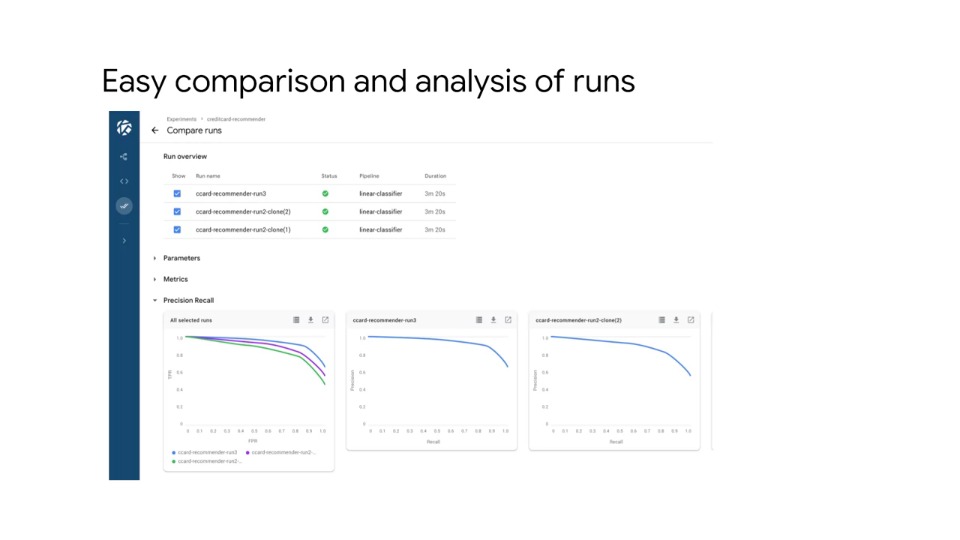 Easy comparison and analysis of runs
Experiments > creditcard-recommender
Compare runs
Run overview
Show Run name Status Pipeline Duration
ccard-recommender-run3 linear-classifier 3m 20s
ccard-recommender-run2-clone(2) linear-classifier 3m 20s
ccard-recommender-run2-clone(1) linear-classifier 3m 20s
Parameters
Metrics
Precision Recall
All selected runs
1.0
0.8
0.6
0.4
0.2
0
TPR
0 0.1 0.2 0.3 0.4 0.5 0.6 0.7 0.8 0.9 1.0
FPR
ccard-recommender-run3 ccard-recommender-run2-...
ccard-recommender-run2-...
ccard-recommender-run3
1.0
0.8
0.6
0.4
0.2
0
Precision
0 0.1 0.2 0.3 0.4 0.5 0.6 0.7 0.8 0.9 1.0
Recall
ccard-recommender-run2-clone(2)
1.0
0.8
0.6
0.4
0.2
0
Precision
0 0.1 0.2 0.3 0.4 0.5 0.6 0.7 0.8 0.9 1.0
Recall